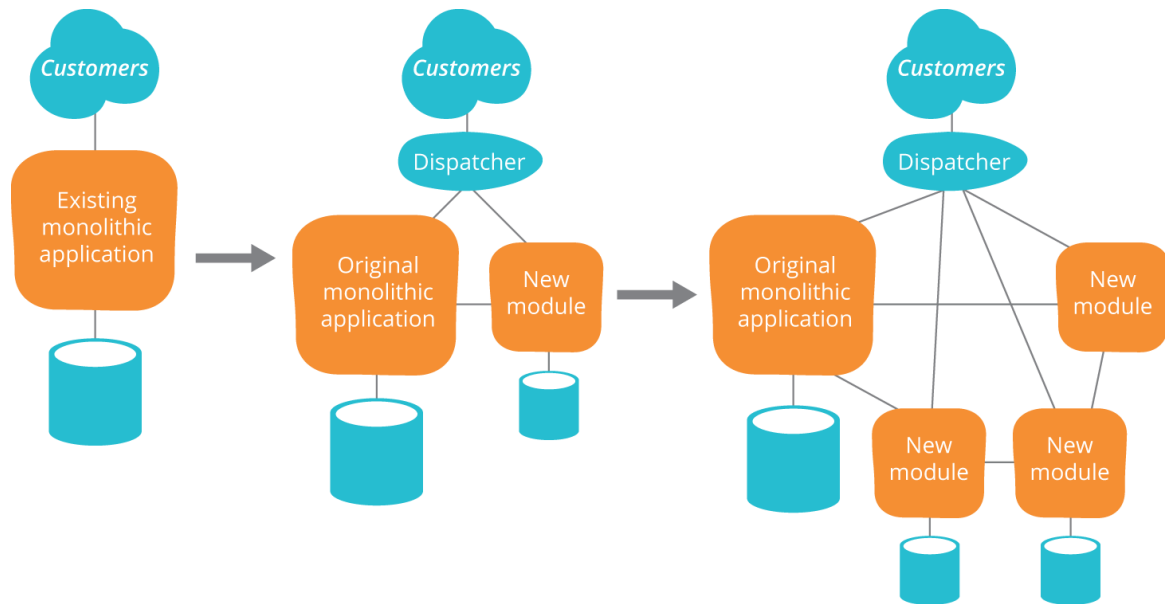 Customers
Existing
monolithic
application
Customers
Dispatcher
Original
monolithic
application
New
module
Customers
Dispatcher
Original
monolithic
application
New
module
New
module
New
module